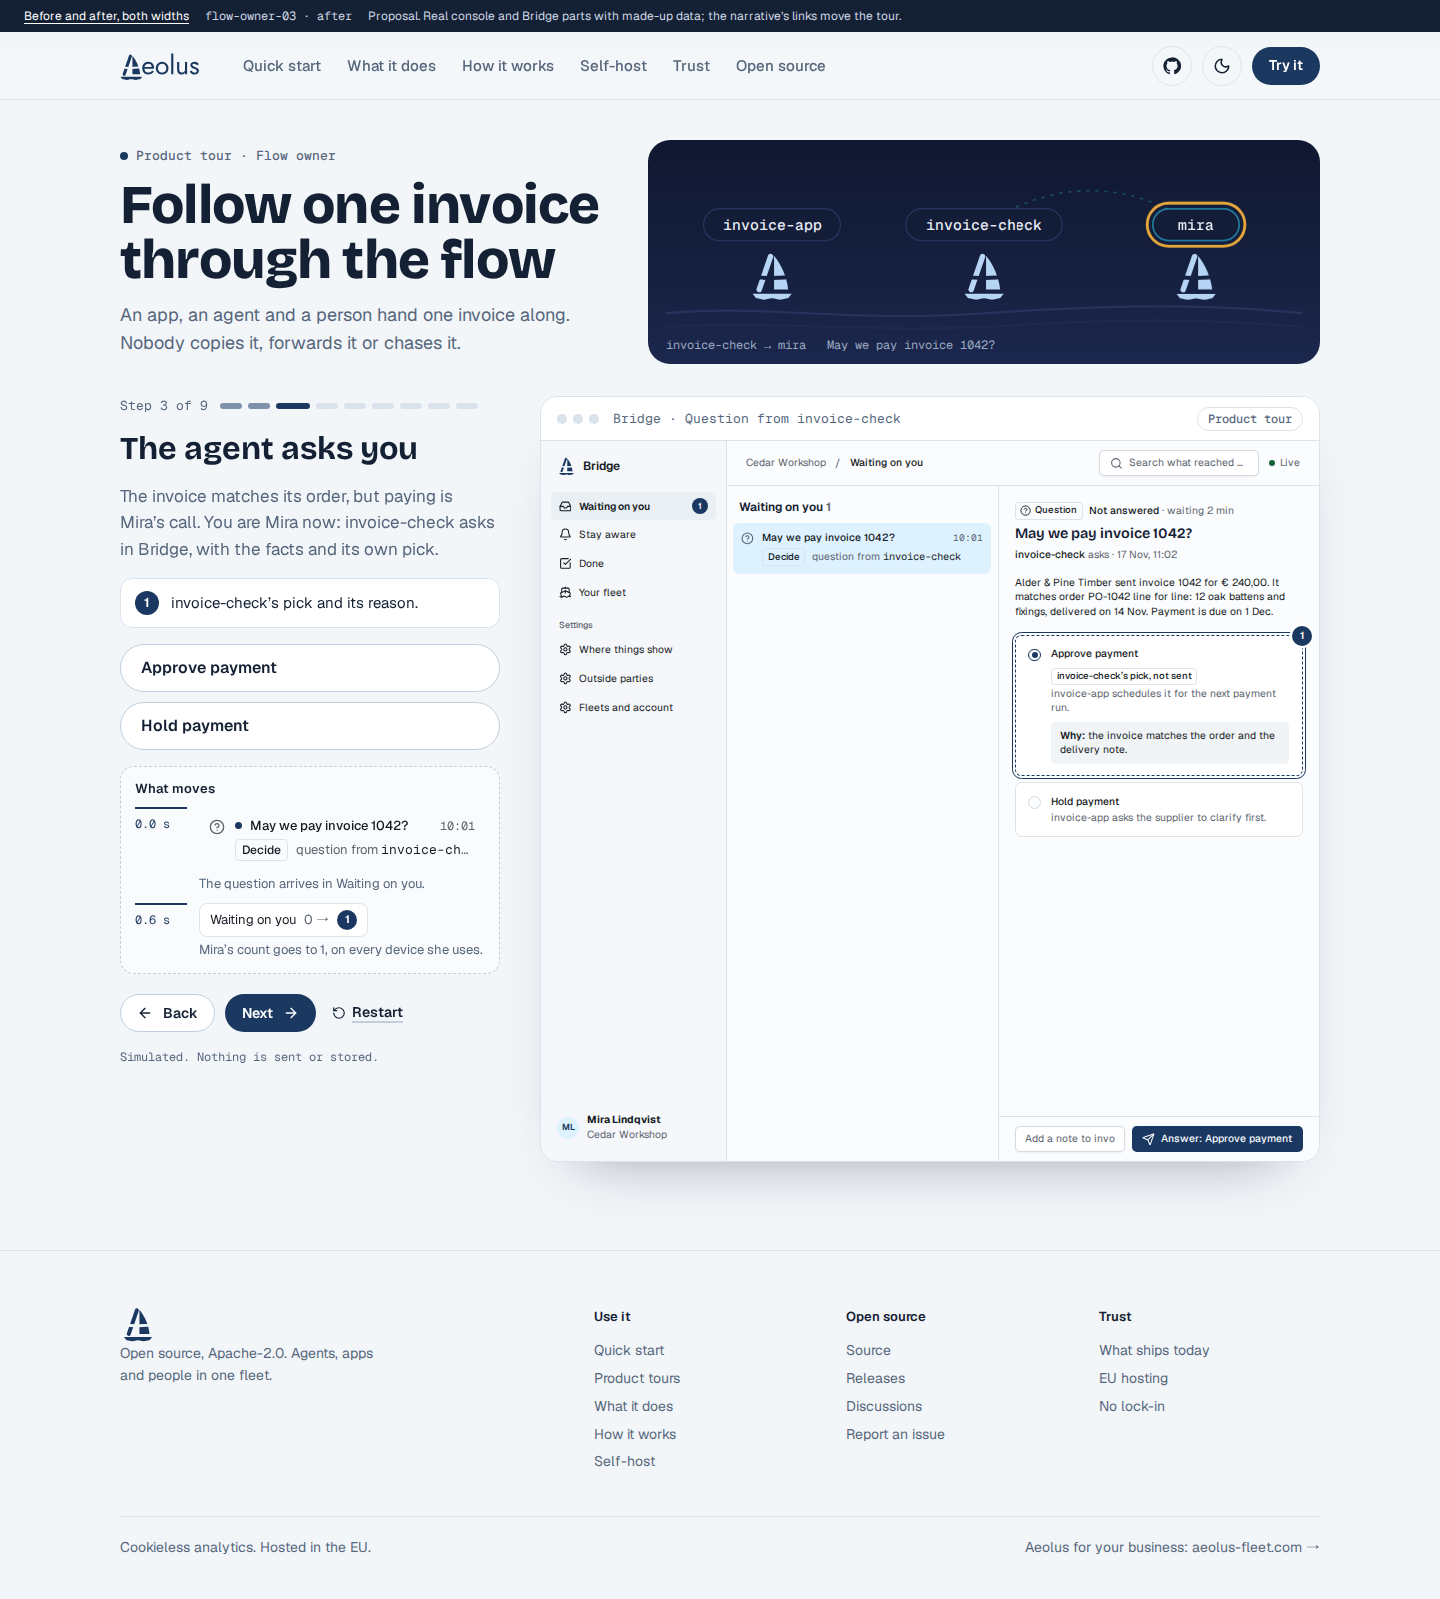 Before and after, both widths flow-owner-03 · after Proposal. Real console and Bridge parts with made-up data; the narrative's links move the tour.
Aeolus Quick start What it does How it works Self-host Trust Open source Try it
Product tour · Flow owner
Follow one invoice
through the flow
An app, an agent and a person hand one invoice along.
Nobody copies it, forwards it or chases it.
invoice-app invoice-check mira
invoice-check → mira May we pay invoice 1042?
Step 3 of 9
The agent asks you
The invoice matches its order, but paying is
Mira's call. You are Mira now: invoice-check asks
in Bridge, with the facts and its own pick.
1 invoice-check's pick and its reason.
Approve payment
Hold payment
What moves
0.0 s May we pay invoice 1042? 10:01
Decide question from invoice-ch…
The question arrives in Waiting on you.
0.6 s Waiting on you 0 → 1
Mira's count goes to 1, on every device she uses.
Back Next Restart
Simulated. Nothing is sent or stored.
Bridge · Question from invoice-check Product tour
Bridge
Waiting on you 1
Stay aware
Done
Your fleet
Settings
Where things show
Outside parties
Fleets and account
ML Mira Lindqvist
Cedar Workshop
Cedar Workshop / Waiting on you Search what reached … Live
Waiting on you 1
May we pay invoice 1042? 10:01
Decide question from invoice-check
Question Not answered · waiting 2 min
May we pay invoice 1042?
invoice-check asks · 17 Nov, 11:02
Alder & Pine Timber sent invoice 1042 for € 240,00. It
matches order PO-1042 line for line: 12 oak battens and
fixings, delivered on 14 Nov. Payment is due on 1 Dec.
1
Approve payment
invoice-check's pick, not sent
invoice-app schedules it for the next payment
run.
Why: the invoice matches the order and the
delivery note.
Hold payment
invoice-app asks the supplier to clarify first.
Add a note to invo Answer: Approve payment
Open source, Apache-2.0. Agents, apps
and people in one fleet.
Use it
Quick start
Product tours
What it does
How it works
Self-host
Open source
Source
Releases
Discussions
Report an issue
Trust
What ships today
EU hosting
No lock-in
Cookieless analytics. Hosted in the EU.
Aeolus for your business: aeolus-fleet.com →